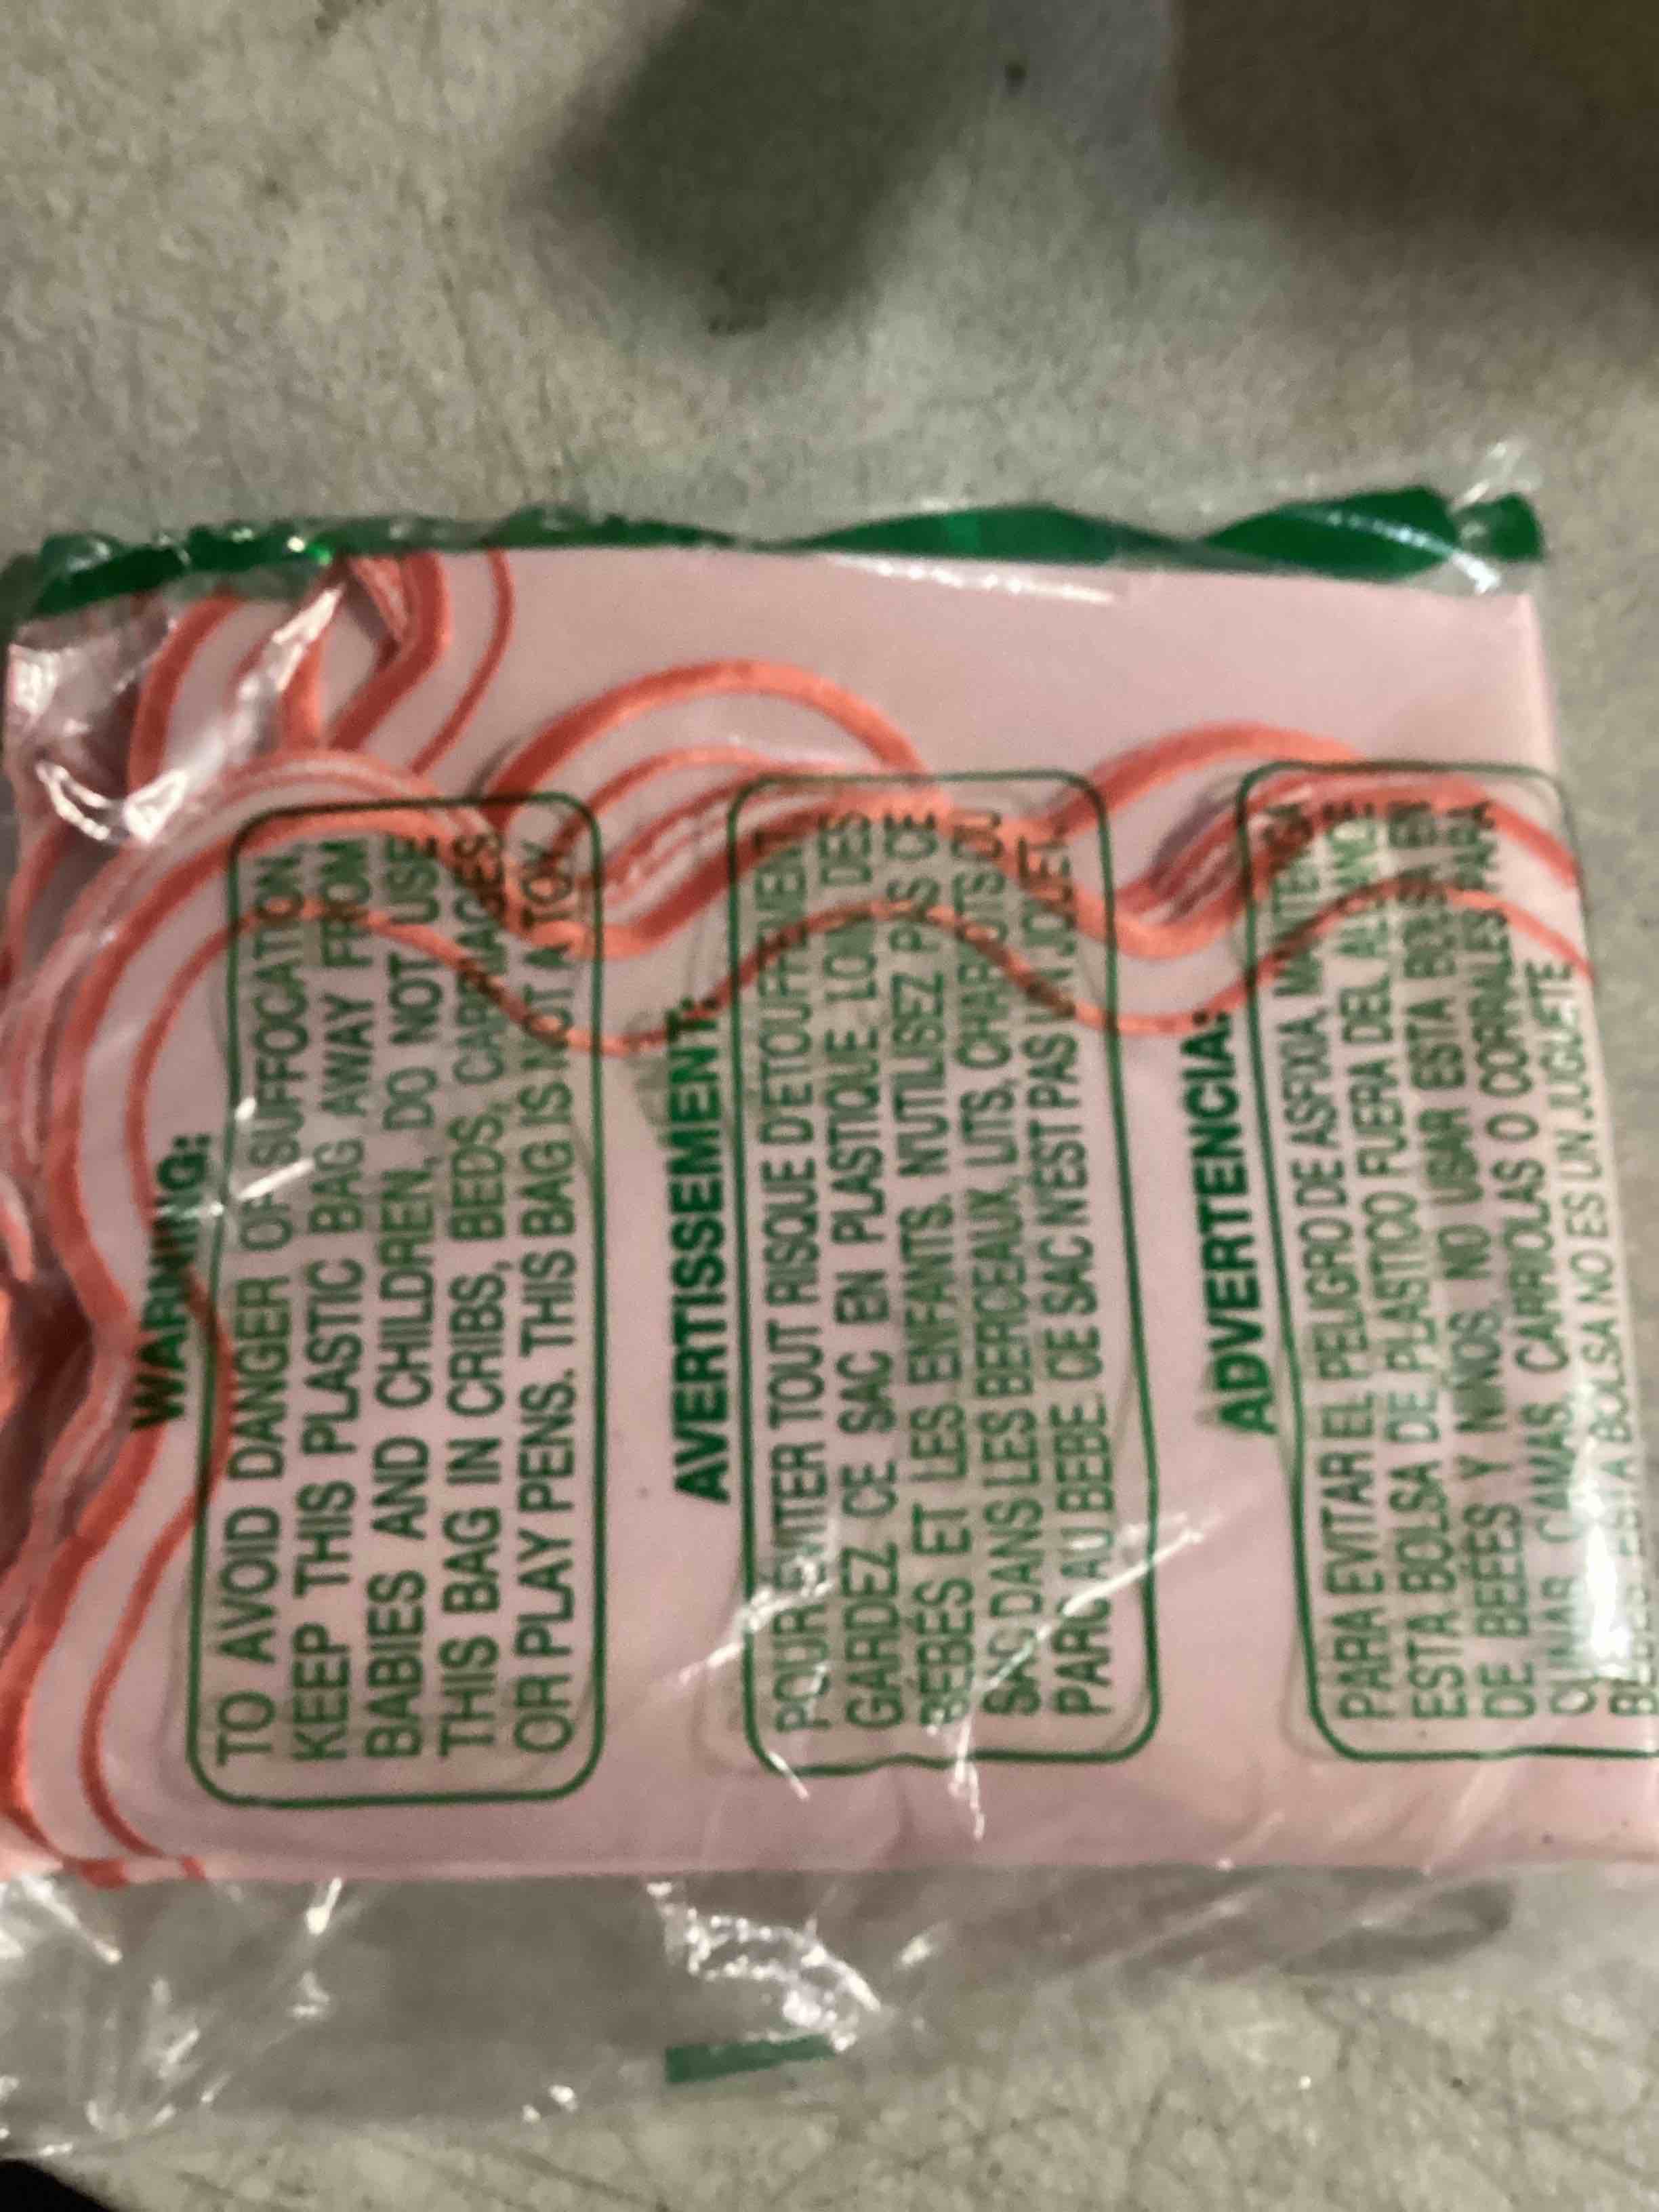 WARNING:
TO AVOID DANGER OF SUFFOCATION,
KEEP THIS PLASTIC BAG AWAY FROM
BABIES AND CHILDREN, DO NOT USE
THIS BAG IN CRIBS, BEDS, CARRIAGES
OR PLAY PENS. THIS BAG IS NOT A TOY.
AVERTISSEMENT:
POUR EVITER TOUT RISQUE D'ETOUFFEMENT,
GARDEZ CE SAC EN PLASTIQUE LOIN DES
BÉBÉS ET LES ENFANTS. N'UTILISEZ PAS CE
SAC DANS LES BERCEAUX, LITS, CHARIOTS OU
PARC AU BEBE. CE SAC N'EST PAS UN JOUET.
ADVERTENCIA:
PARA EVITAR EL PELIGRO DE ASFIXIA, MANTENGA
ESTA BOLSA DE PLASTICO FUERA DEL ALCANCE
DE BEBES Y NIÑOS. NO USAR ESTA BOLSA EN
CUNAS, CAMAS, CARRIOLAS O CORRALES PARA
BEBES. ESTA BOLSA NO ES UN JUGUETE